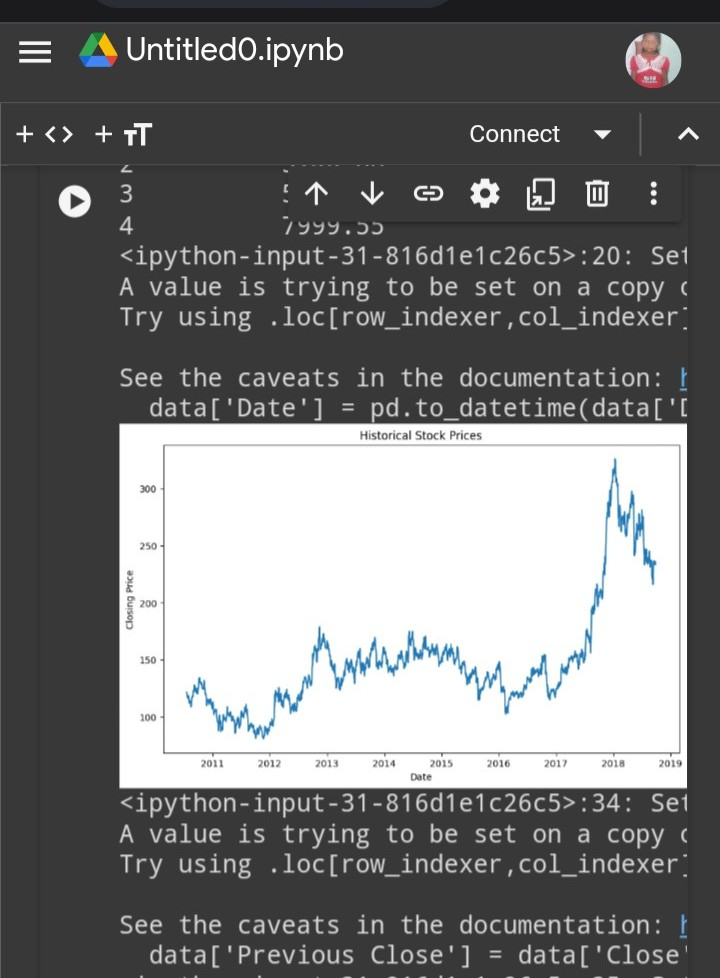 Untitled0.ipynb
+ <> + TT Connect
3
4 7999.55
<ipython-input-31-816d1e1c26c5>:20:
A value is trying to be set on a copy
Try using .loc[row_indexer,col_indexer]
See the caveats in the documentation:
data['Date'] = pd.to_datetime(data['
Historical Stock Prices
300
250
200
150
100
Closing Price
2011 2012 2013 2014 2015 2016 2017 2018 2019
Date
<ipython-input-31-816d1e1c26c5>:34:
A value is trying to be set on a copy
Try using .loc[row_indexer,col_indexer]
See the caveats in the documentation:
data['Previous Close'] = data['Close'